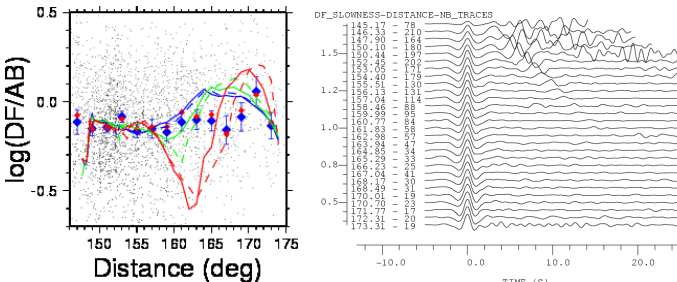 0.5
0.0
-0.5
log(DF/AB)
150 155 160 165 170 175
Distance (deg)
DF_SLOWNESS-DISTANCE-NB_TRACES
145.17 - 78
146.33 - 210
147.90 - 164
150.10 - 180
150.44 - 197
152.45 - 202
153.05 - 171
154.40 - 179
155.51 - 130
156.13 - 131
157.04 - 114
158.46 - 88
159.99 - 95
160.77 - 84
161.83 - 58
162.98 - 57
163.94 - 47
164.85 - 34
165.29 - 33
166.23 - 25
167.04 - 41
168.17 - 30
168.49 - 31
170.01 - 19
170.70 - 23
171.77 - 17
172.31 - 20
173.31 - 19
1.5
1.2
1.0
0.8
0.5
-10.0 0.0 10.0 20.0
TIME (S)